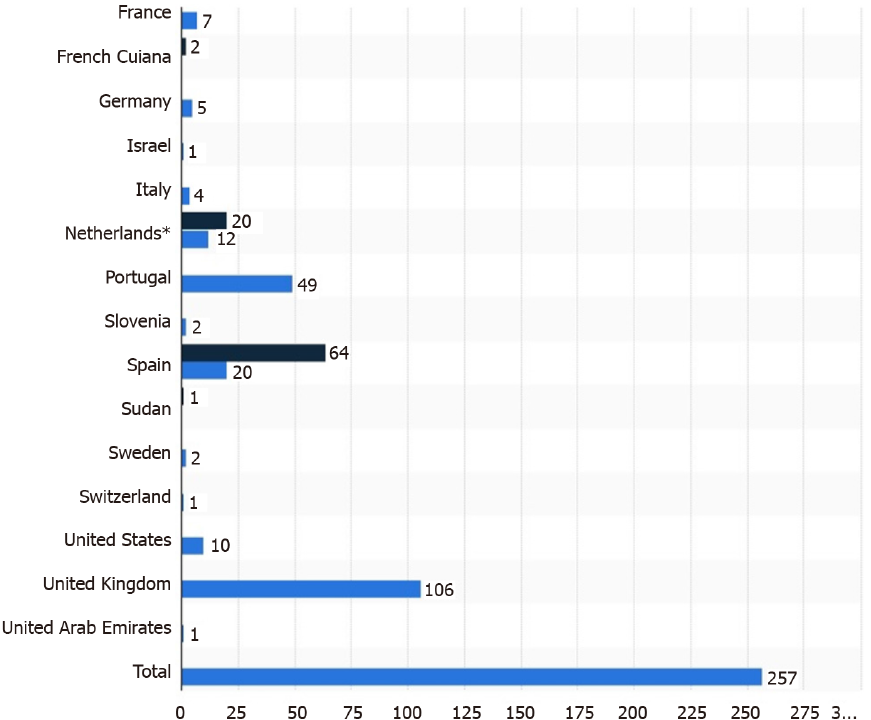 France 7
2
French Cuiana
Germany 5
Israel 1
Italy 4
20
Netherlands* 12
Portugal 49
Slovenia 2
64
Spain 20
1
Sudan
Sweden 2
Switzerland 1
United States 10
United Kingdom 106
United Arab Emirates 1
Total 257
0 25 50 75 100 125 150 175 200 225 250 275 3...